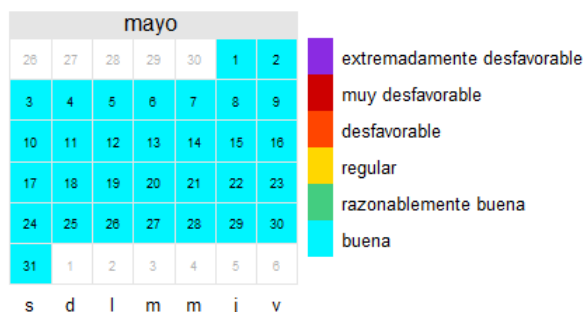 mayo
26 27 28 29 30 1 2
3 4 5 6 7 8 9
10 11 12 13 14 15 16
17 18 19 20 21 22 23
24 25 26 27 28 29 30
31 1 2 3 4 5 6
s d l m m j v
extremadamente desfavorable
muy desfavorable
desfavorable
regular
razonablemente buena
buena